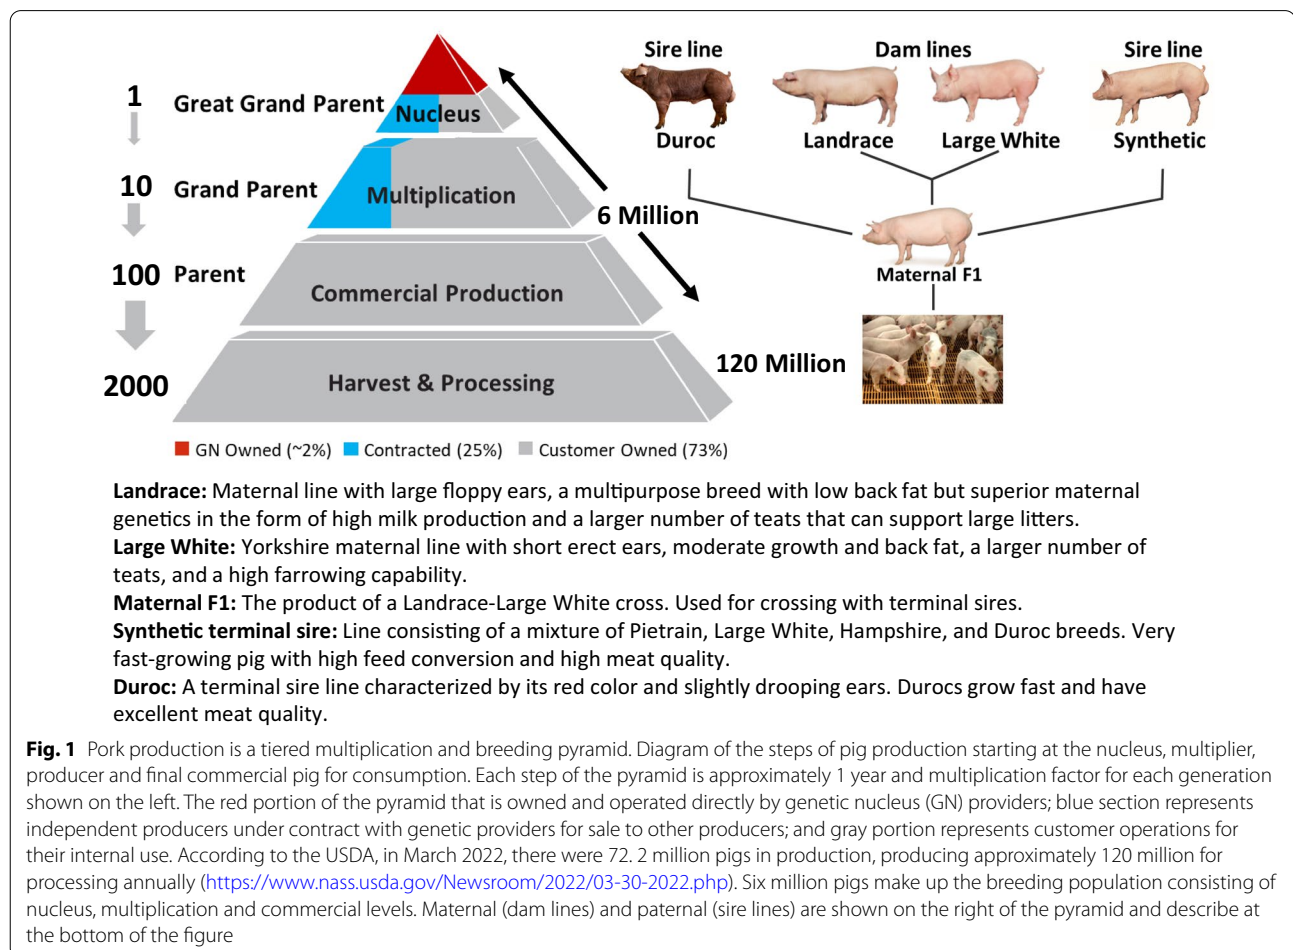 Sire line
Dam lines
Sire line
1
Great Grand Parent
Nucleus
Duroc
Landrace
Large White
Synthetic
10
Grand Parent
Multiplication
6 Million
100
Parent
Commercial Production
Maternal F1
2000
Harvest & Processing
120 Million
GN Owned (~2%)
Contracted (25%)
Customer Owned (73%)
Landrace: Maternal line with large floppy ears, a multipurpose breed with low back fat but superior maternal
genetics in the form of high milk production and a larger number of teats that can support large litters.
Large White: Yorkshire maternal line with short erect ears, moderate growth and back fat, a larger number of
teats, and a high farrowing capability.
Maternal F1: The product of a Landrace-Large White cross. Used for crossing with terminal sires.
Synthetic terminal sire: Line consisting of a mixture of Pietrain, Large White, Hampshire, and Duroc breeds. Very
fast-growing pig with high feed conversion and high meat quality.
Duroc: A terminal sire line characterized by its red color and slightly drooping ears. Durocs grow fast and have
excellent meat quality.
Fig. 1 Pork production is a tiered multiplication and breeding pyramid. Diagram of the steps of pig production starting at the nucleus, multiplier,
producer and final commercial pig for consumption. Each step of the pyramid is approximately 1 year and multiplication factor for each generation
shown on the left. The red portion of the pyramid that is owned and operated directly by genetic nucleus (GN) providers; blue section represents
independent producers under contract with genetic providers for sale to other producers; and gray portion represents customer operations for
their internal use. According to the USDA, in March 2022, there were 72. 2 million pigs in production, producing approximately 120 million for
processing annually (https://www.nass.usda.gov/Newsroom/2022/03-30-2022.php). Six million pigs make up the breeding population consisting of
nucleus, multiplication and commercial levels. Maternal (dam lines) and paternal (sire lines) are shown on the right of the pyramid and describe at
the bottom of the figure